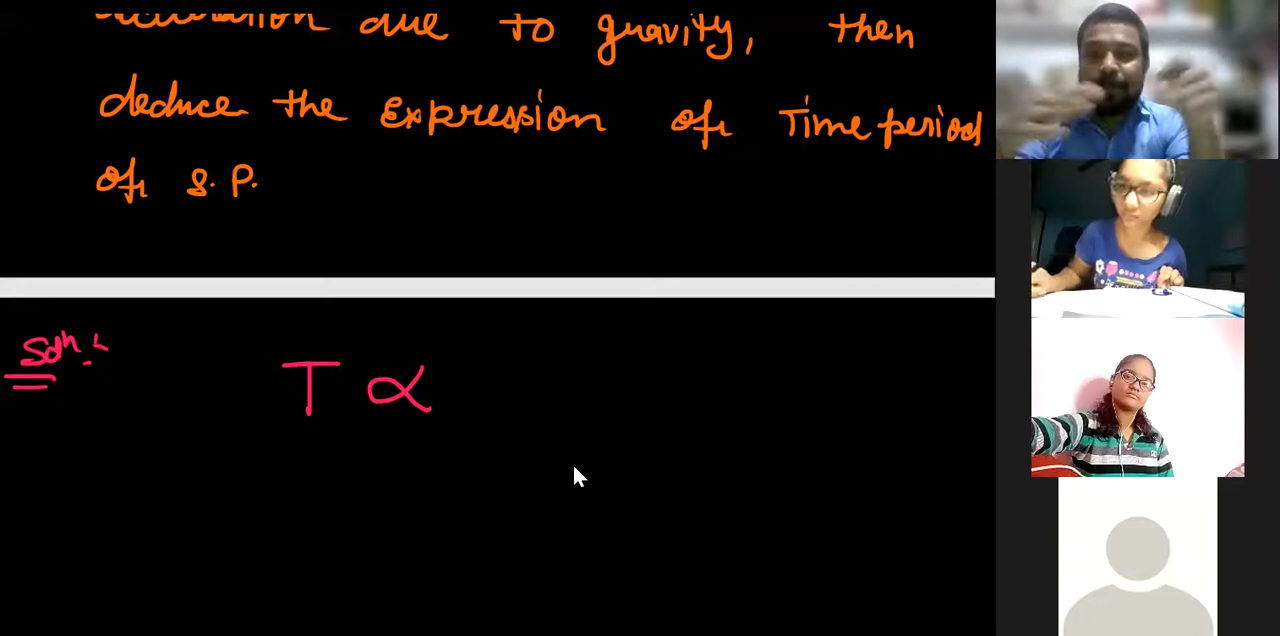 due to gravity, then
deduce the Expression of Time period
of S.P.
Soln:
T ∝